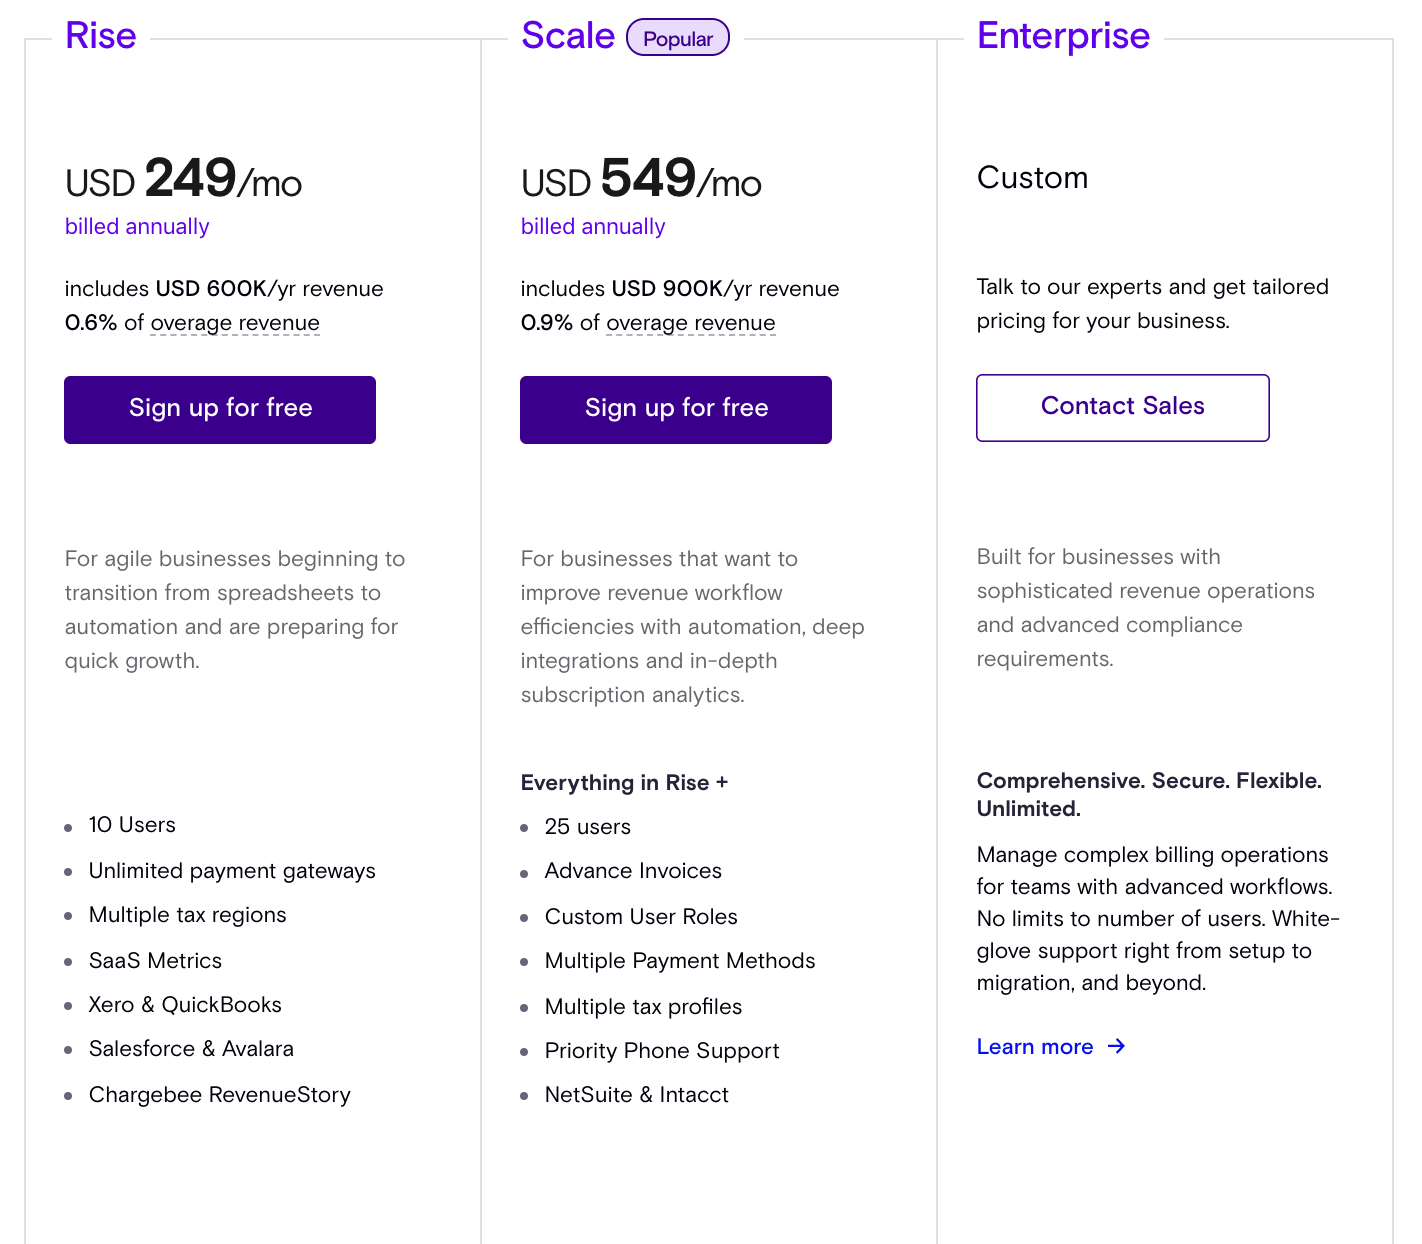 Rise
USD 249/mo
billed annually
includes USD 600K/yr revenue
0.6% of overage revenue
Sign up for free
For agile businesses beginning to
transition from spreadsheets to
automation and are preparing for
quick growth.
10 Users
Unlimited payment gateways
Multiple tax regions
SaaS Metrics
Xero & QuickBooks
Salesforce & Avalara
Chargebee RevenueStory
Scale Popular
USD 549/mo
billed annually
includes USD 900K/yr revenue
0.9% of overage revenue
Sign up for free
For businesses that want to
improve revenue workflow
efficiencies with automation, deep
integrations and in-depth
subscription analytics.
Everything in Rise +
25 users
Advance Invoices
Custom User Roles
Multiple Payment Methods
Multiple tax profiles
Priority Phone Support
NetSuite & Intacct
Enterprise
Custom
Talk to our experts and get tailored
pricing for your business.
Contact Sales
Built for businesses with
sophisticated revenue operations
and advanced compliance
requirements.
Comprehensive. Secure. Flexible.
Unlimited.
Manage complex billing operations
for teams with advanced workflows.
No limits to number of users. White-
glove support right from setup to
migration, and beyond.
Learn more →